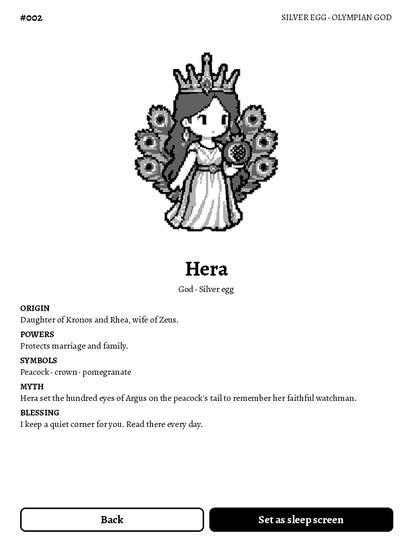 #002
SILVER EGG · OLYMPIAN GOD
Hera
God · Silver egg
ORIGIN
Daughter of Kronos and Rhea, wife of Zeus.
POWERS
Protects marriage and family.
SYMBOLS
Peacock · crown · pomegranate
MYTH
Hera set the hundred eyes of Argus on the peacock's tail to remember her faithful watchman.
BLESSING
I keep a quiet corner for you. Read there every day.
Back
Set as sleep screen